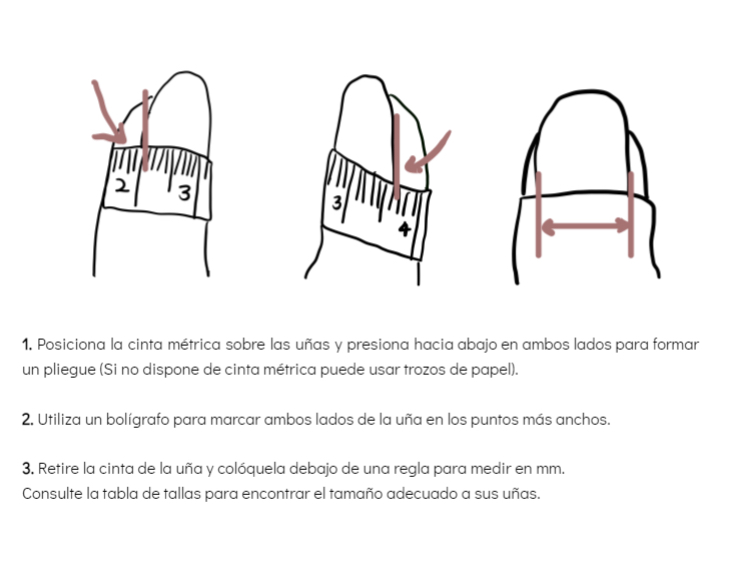 2 3
3 4
1. Posiciona la cinta métrica sobre las uñas y presiona hacia abajo en ambos lados para formar
un pliegue (Si no dispone de cinta métrica puede usar trozos de papel).
2. Utiliza un bolígrafo para marcar ambos lados de la uña en los puntos más anchos.
3. Retire la cinta de la uña y colóquela debajo de una regla para medir en mm.
Consulte la tabla de tallas para encontrar el tamaño adecuado a sus uñas.